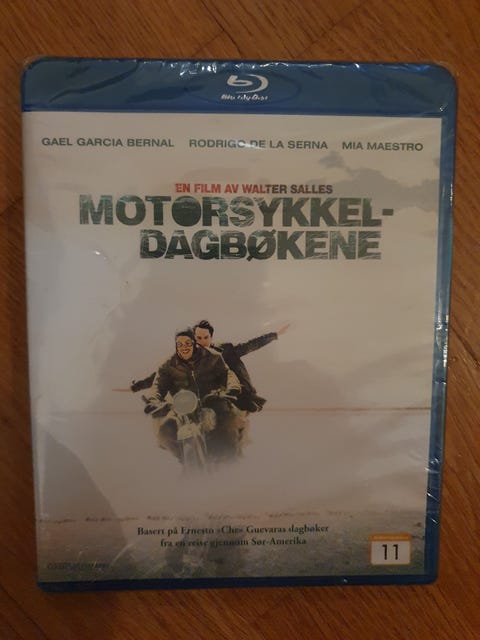 Blu-ray Disc
GAEL GARCIA BERNAL RODRIGO DE LA SERNA MIA MAESTRO
EN FILM AV WALTER SALLES
MOTORSYKKEL-
DAGBØKENE
Basert på Ernesto «Che» Guevaras dagbøker
fra en reise gjennom Sør-Amerika
11